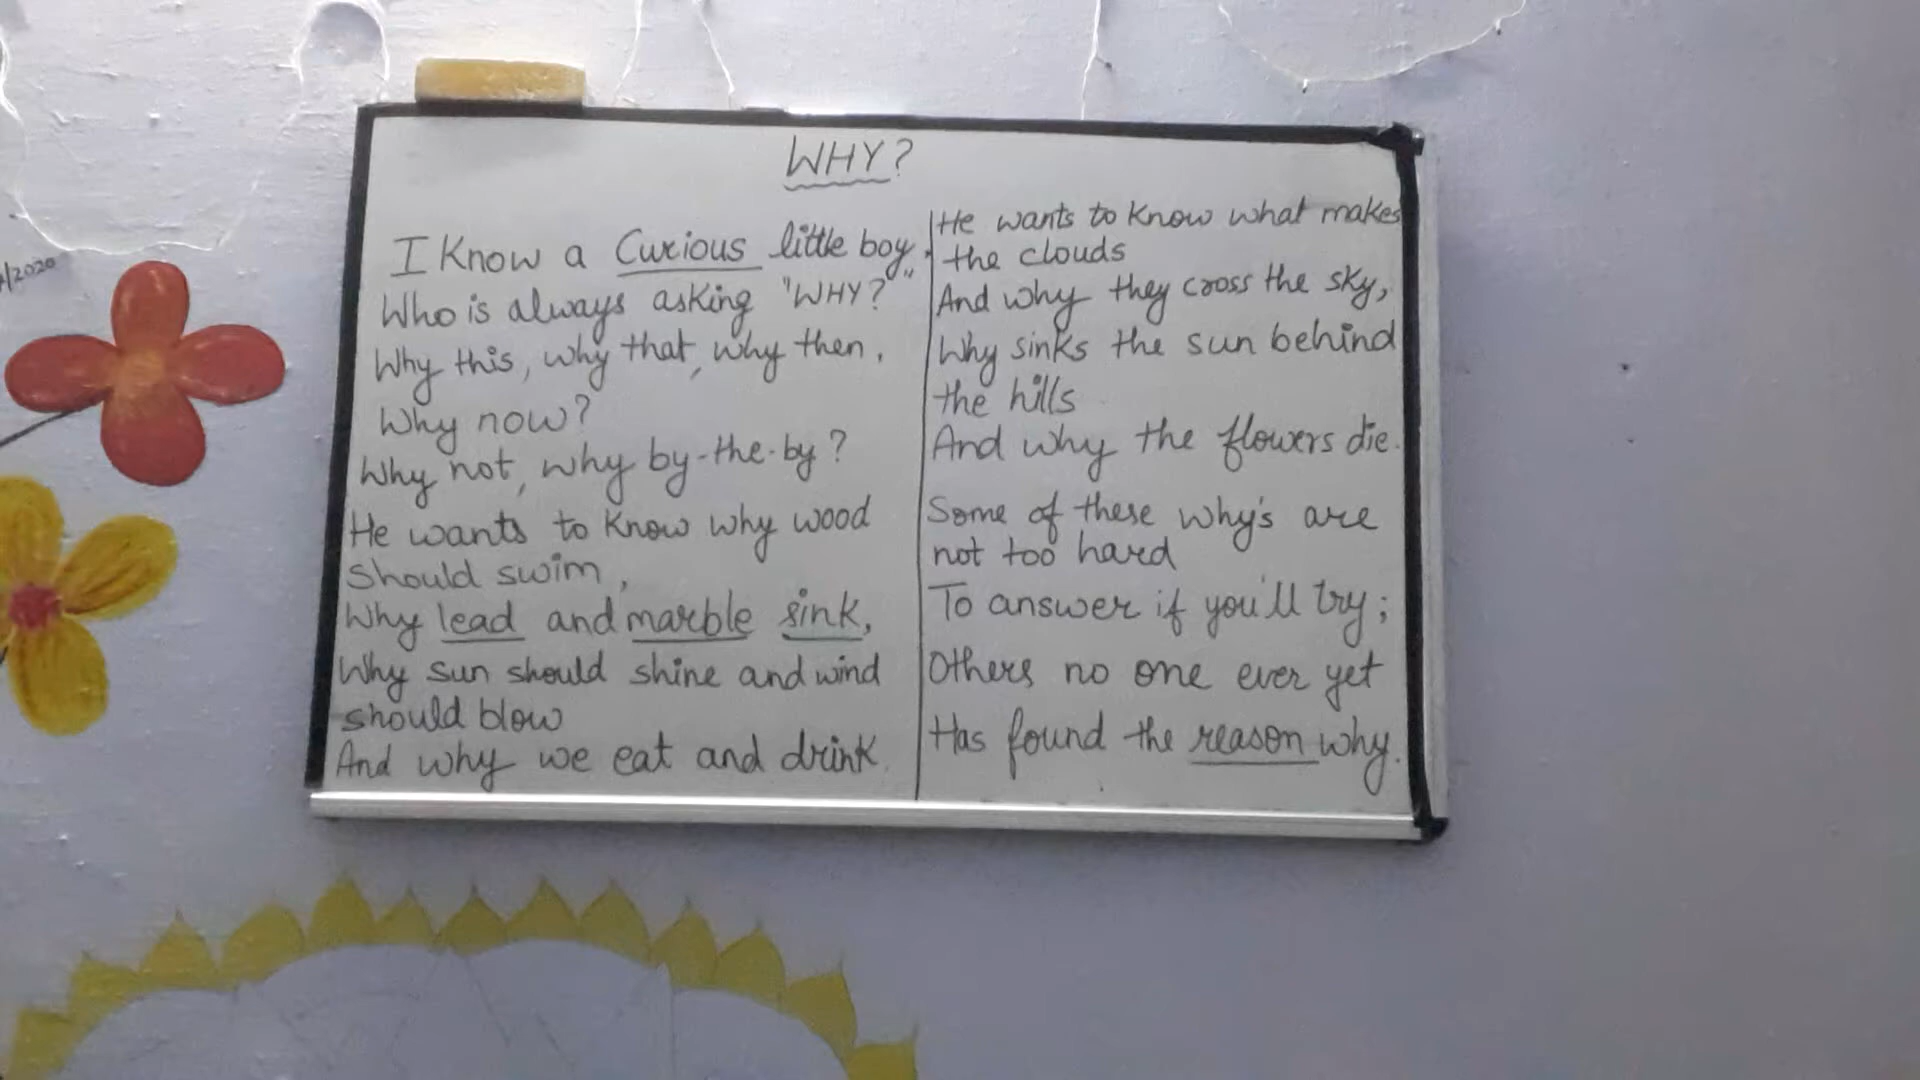 WHY?
I Know a Curious little boy,
Who is always asking "WHY?"
Why this, why that, why then,
Why now?
Why not, why by-the-by?
He wants to know why wood
Should swim,
Why lead and marble sink,
Why sun should shine and wind
should blow
And why we eat and drink.
He wants to know what makes
the clouds
And why they cross the sky,
Why sinks the sun behind
the hills
And why the flowers die.
Some of these why's are
not too hard
To answer if you'll try;
Others no one ever yet
Has found the reason why.
/2020